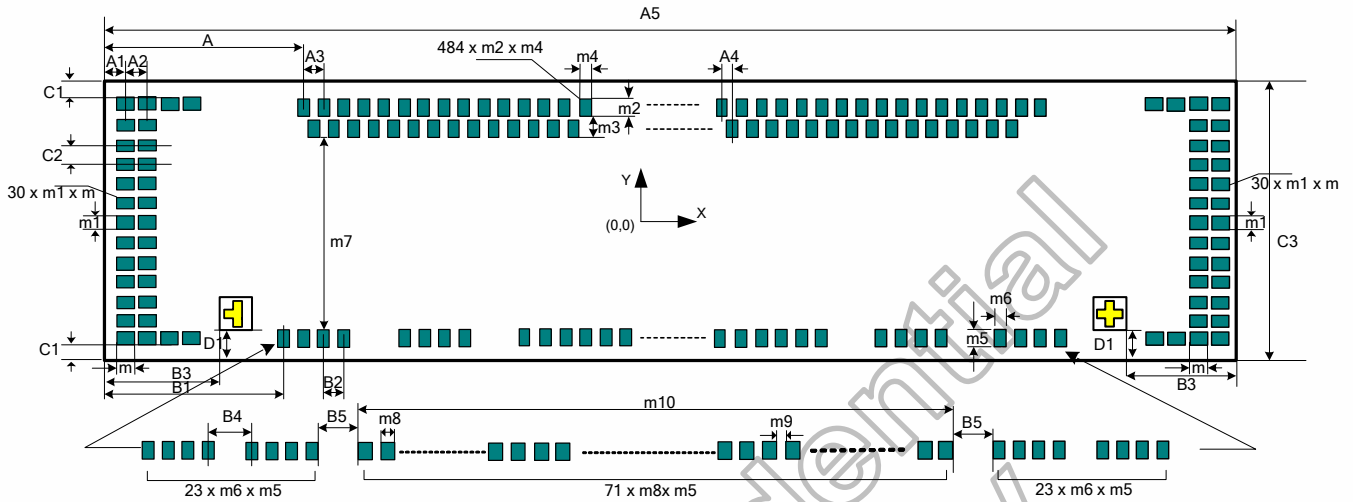 A5
A
A1 A2
A3
484 x m2 x m4
m4
A4
C1
m2
m3
C2
Y
30 x m1 x m
30 x m1 x m
X
(0,0)
m1
m1
m7
C3
m6
D1
m5
D1
C1
m
B3
B2
m
B3
B1
m10
B4
B5
m8
m9
B5
23 x m6 x m5
71 x m8x m5
23 x m6 x m5